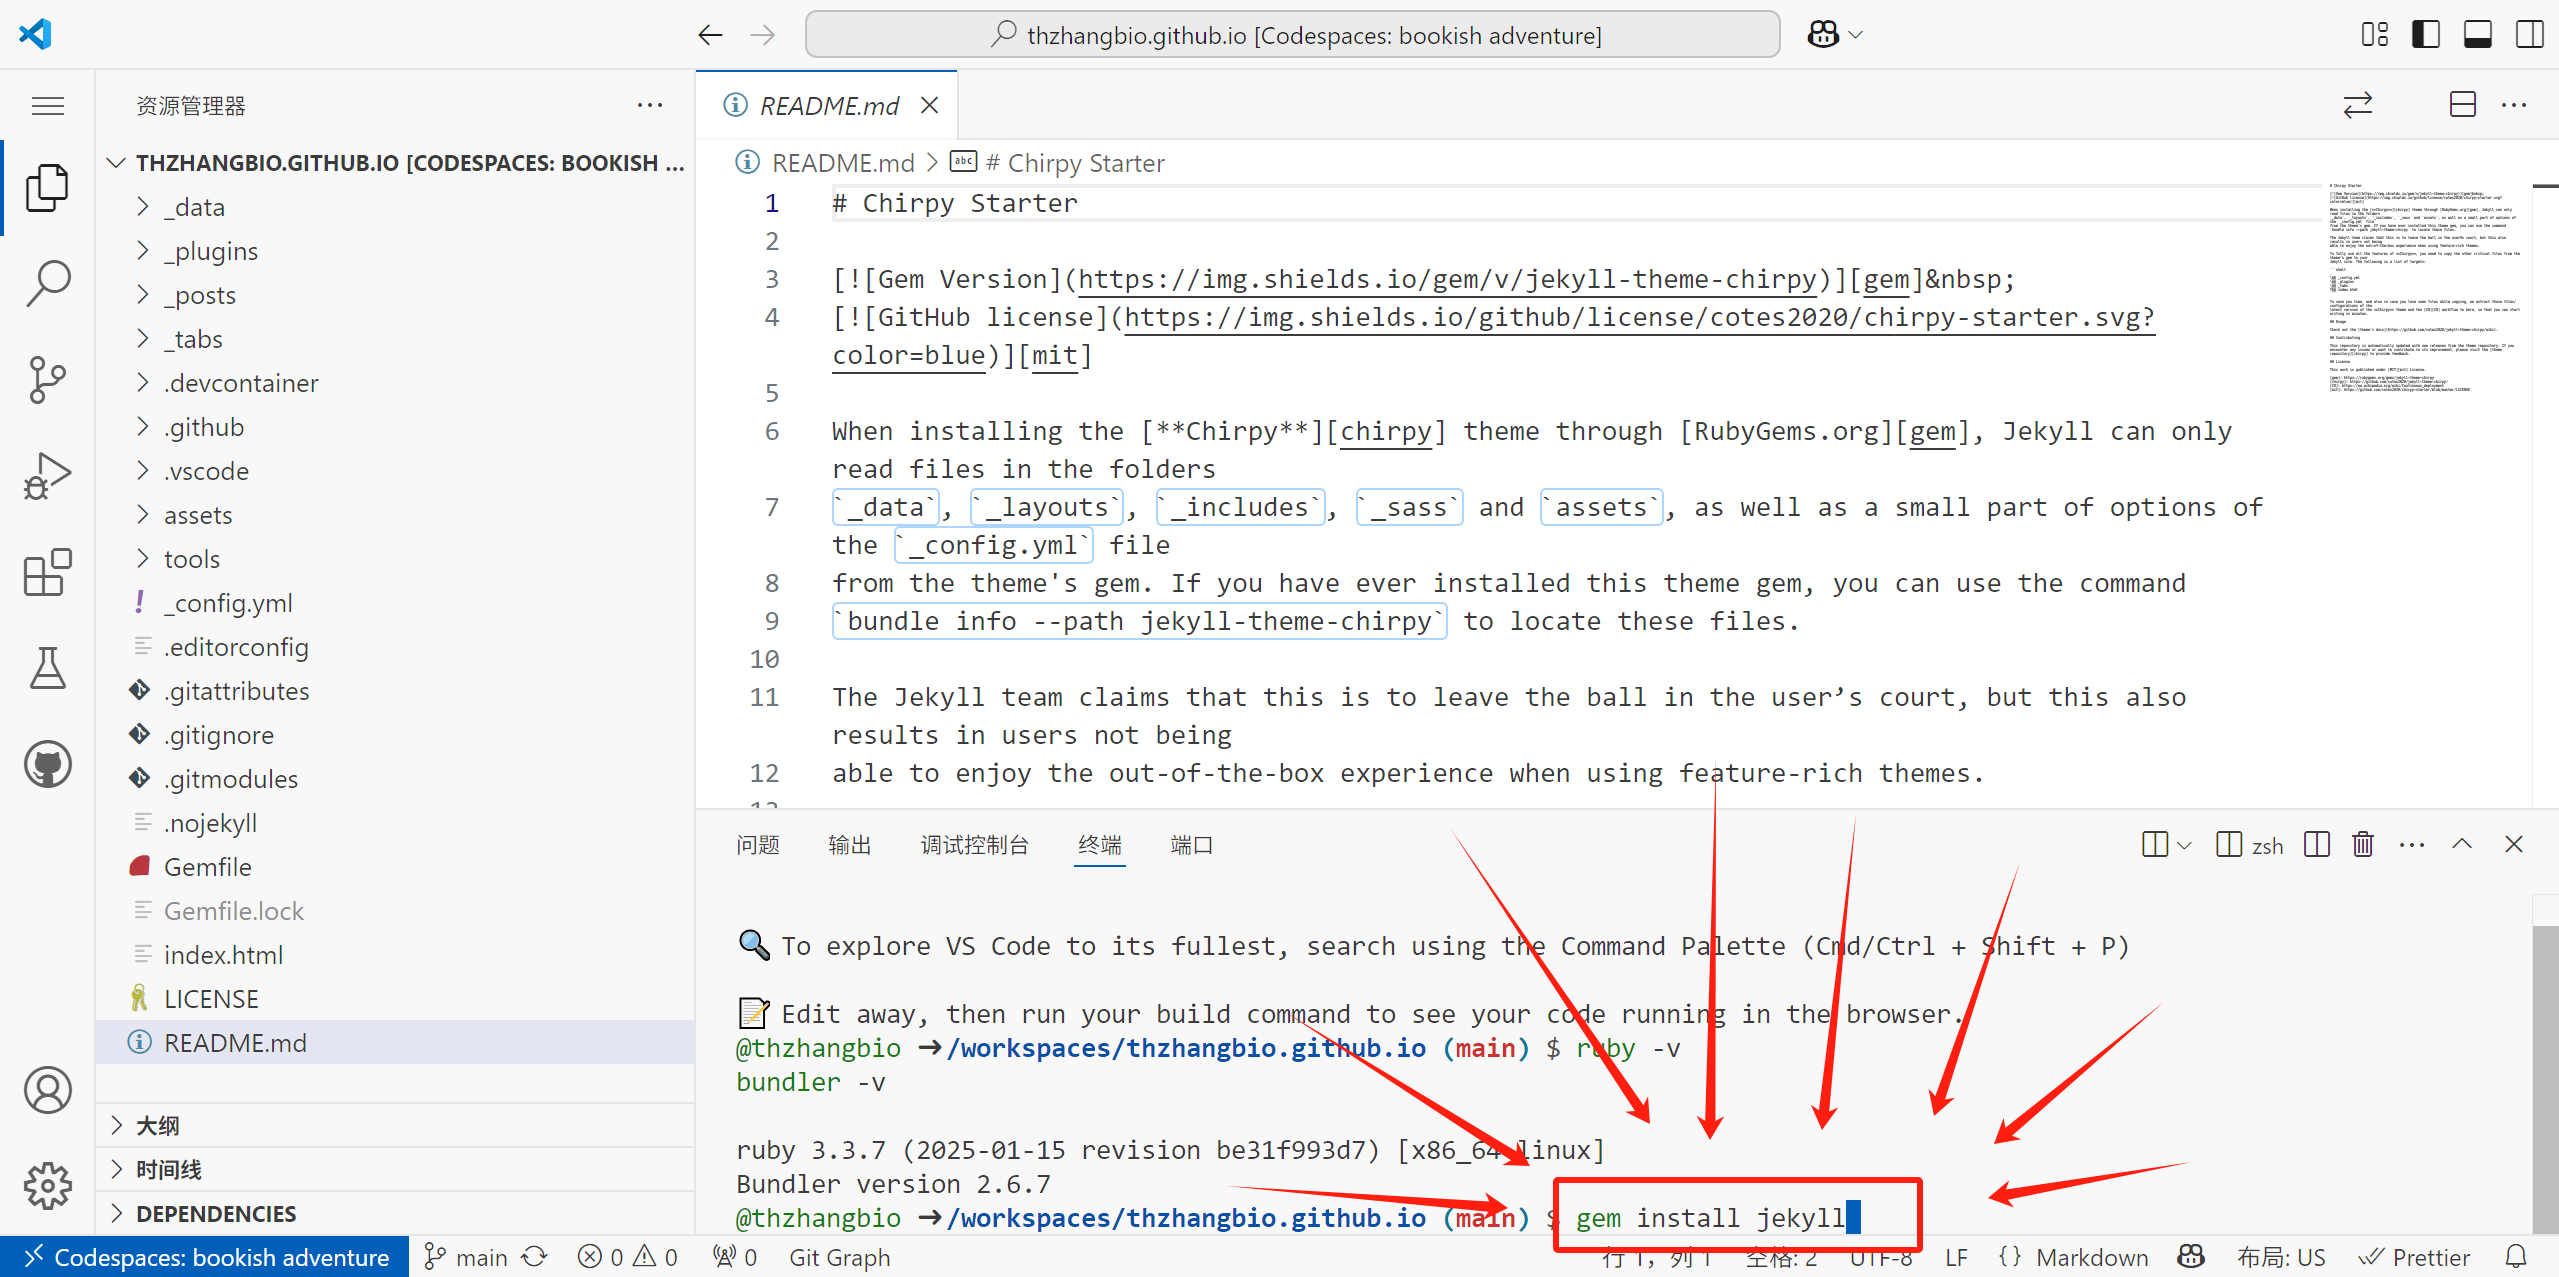 thzhangbio.github.io [Codespaces: bookish adventure]
资源管理器
THZHANGBIO.GITHUB.IO [CODESPACES: BOOKISH ...
_data
_plugins
_posts
_tabs
.devcontainer
.github
.vscode
assets
tools
_config.yml
.editorconfig
.gitattributes
.gitignore
.gitmodules
.nojekyll
Gemfile
Gemfile.lock
index.html
LICENSE
README.md
大纲
时间线
DEPENDENCIES
README.md
README.md > # Chirpy Starter
1 # Chirpy Starter
2
3 [![Gem Version](https://img.shields.io/gem/v/jekyll-theme-chirpy)][gem]&nbsp;
4 [![GitHub license](https://img.shields.io/github/license/cotes2020/chirpy-starter.svg?
color=blue)][mit]
5
6 When installing the [**Chirpy**][chirpy] theme through [RubyGems.org][gem], Jekyll can only
read files in the folders
7 `_data`, `_layouts`, `_includes`, `_sass` and `assets`, as well as a small part of options of
the `_config.yml` file
8 from the theme's gem. If you have ever installed this theme gem, you can use the command
9 `bundle info --path jekyll-theme-chirpy` to locate these files.
10
11 The Jekyll team claims that this is to leave the ball in the user’s court, but this also
results in users not being
12 able to enjoy the out-of-the-box experience when using feature-rich themes.
问题 输出 调试控制台 终端 端口
zsh
To explore VS Code to its fullest, search using the Command Palette (Cmd/Ctrl + Shift + P)
Edit away, then run your build command to see your code running in the browser.
@thzhangbio ➜ /workspaces/thzhangbio.github.io (main) $ ruby -v
bundler -v
ruby 3.3.7 (2025-01-15 revision be31f993d7) [x86_64-linux]
Bundler version 2.6.7
@thzhangbio ➜ /workspaces/thzhangbio.github.io (main) $ gem install jekyll
Codespaces: bookish adventure main 0 0 0 Git Graph 行 1，列 1 空格: 2 UTF-8 LF {} Markdown 布局: US Prettier